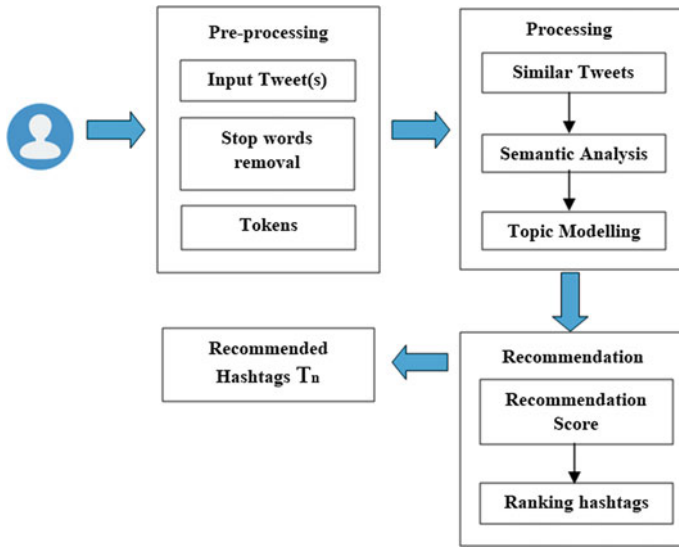 Pre-processing
Input Tweet(s)
Stop words
removal
Tokens
Processing
Similar Tweets
Semantic Analysis
Topic Modelling
Recommendation
Recommendation
Score
Ranking hashtags
Recommended
Hashtags Tn